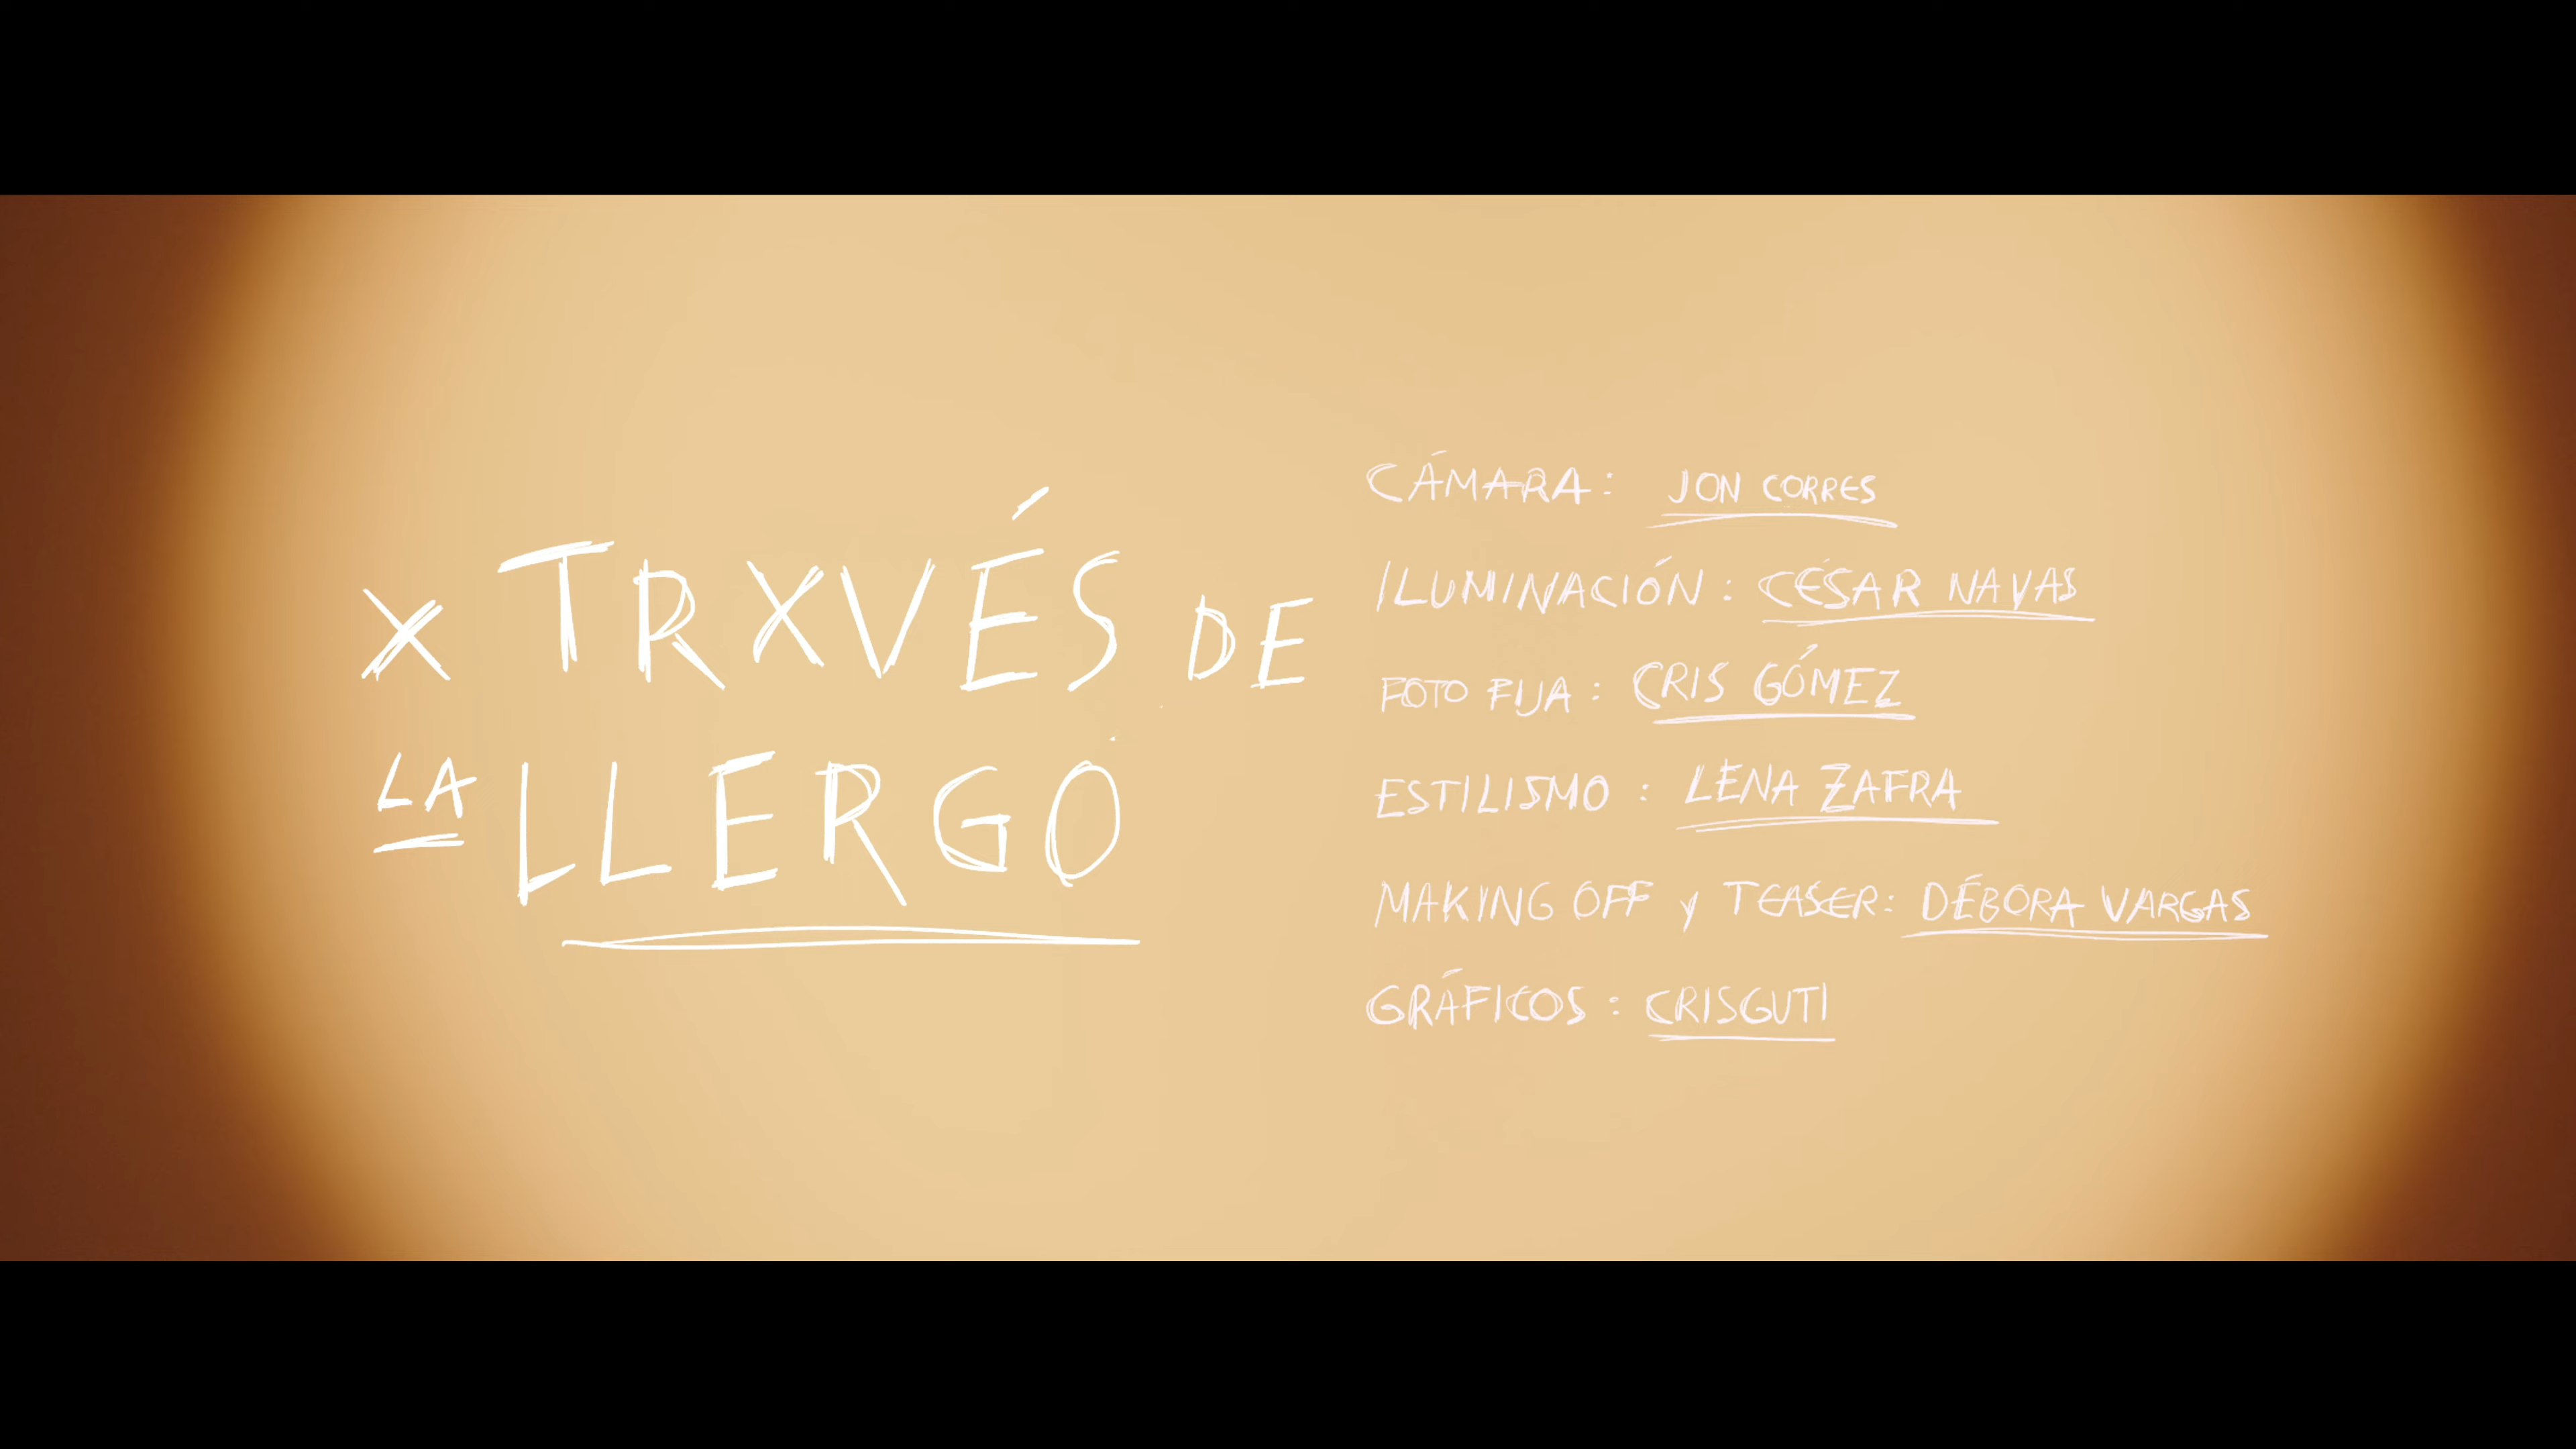 X TRXVÉS DE
LA LLERGO
CÁMARA: JON CORRES
ILUMINACIÓN: CÉSAR NAVAS
FOTO FIJA: CRIS GÓMEZ
ESTILISMO: LENA ZAFRA
MAKING OFF y TEASER: DÉBORA VARGAS
GRÁFICOS: CRISGUTI